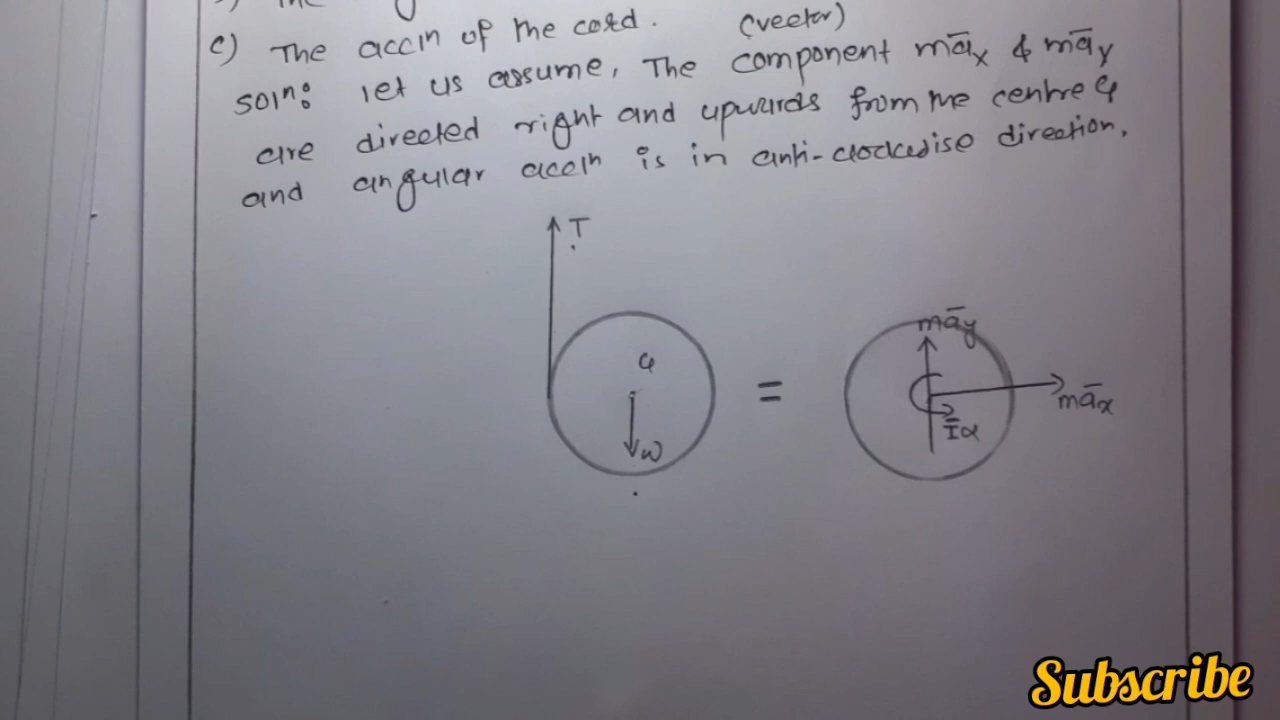 c) The accln of the cord. (vector)
Soln: let us assume, The component māx & māy
are directed right and upwards from the centre G
and angular accln is in anti-clockwise direction.
T
G
W
=
māy
māx
Īα
Subscribe